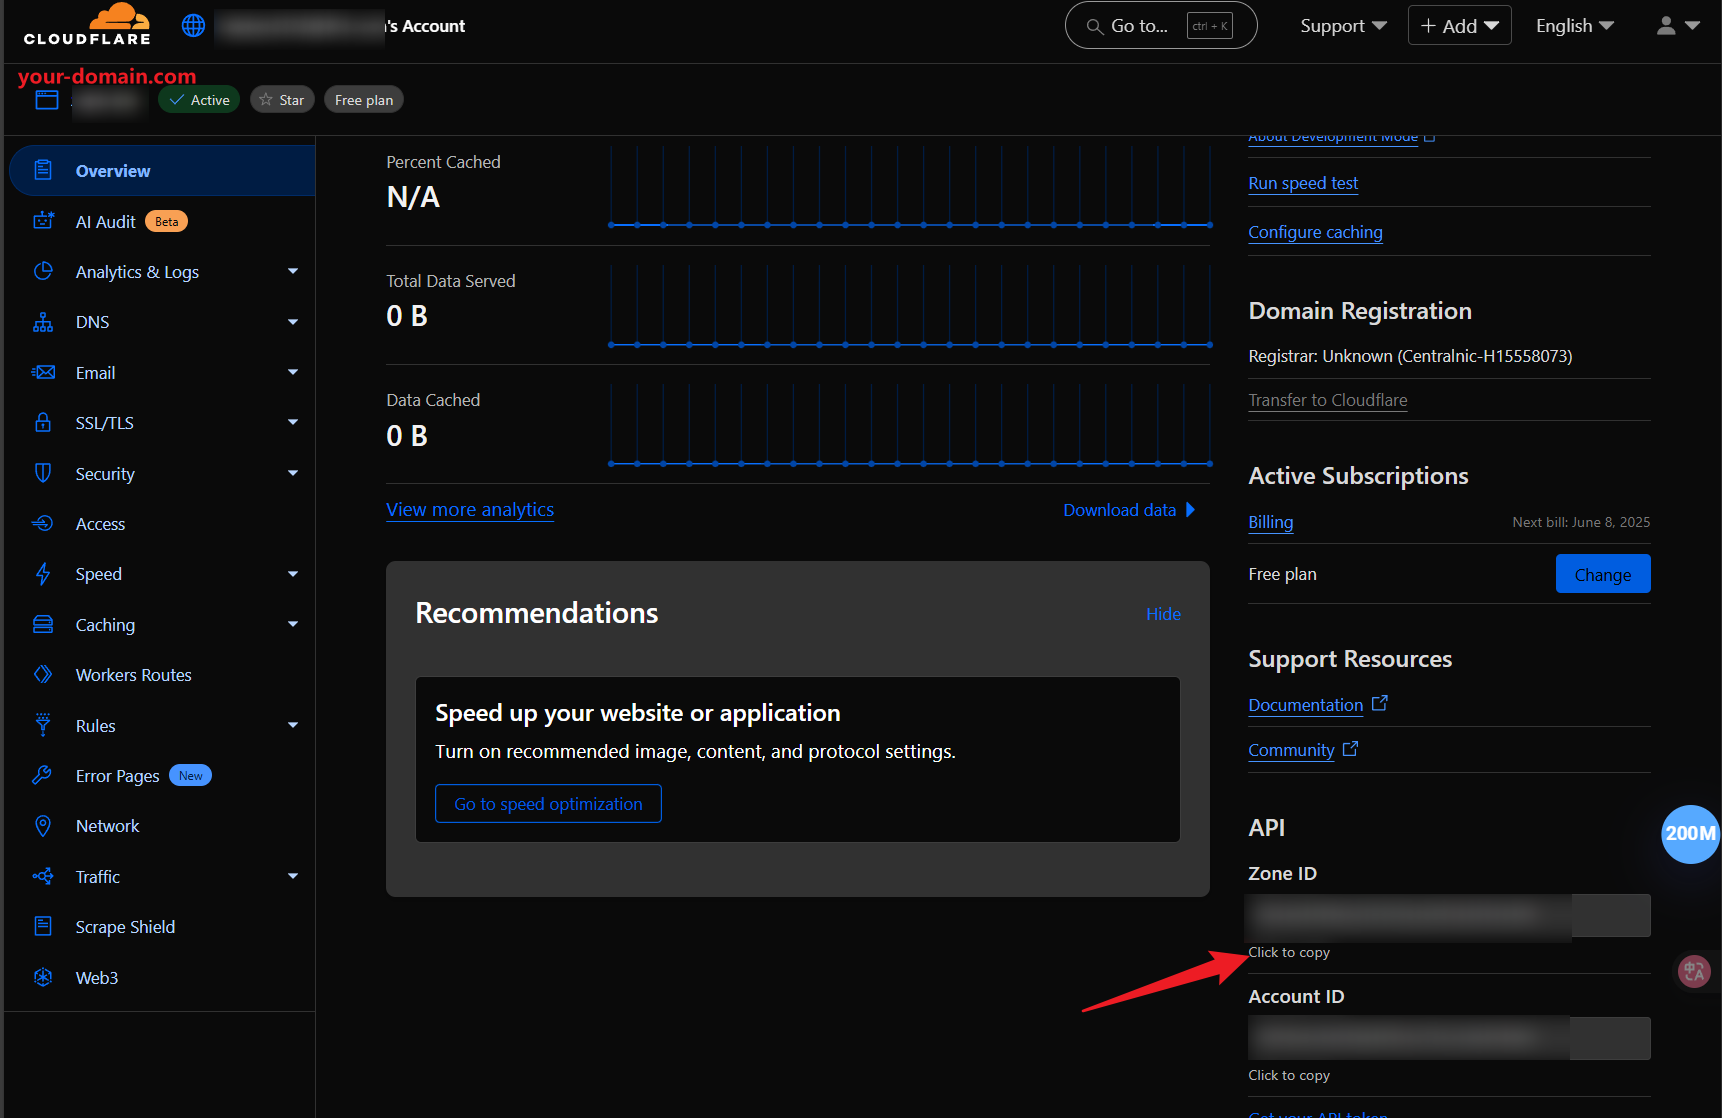 CLOUDFLARE
's Account
Go to...
ctrl + K
Support
+ Add
English
your-domain.com
Active
Star
Free plan
Overview
AI Audit
Beta
Analytics & Logs
DNS
Email
SSL/TLS
Security
Access
Speed
Caching
Workers Routes
Rules
Error Pages
New
Network
Traffic
Scrape Shield
Web3
Percent Cached
N/A
Total Data Served
0 B
Data Cached
0 B
View more analytics
Download data
Recommendations
Hide
Speed up your website or application
Turn on recommended image, content, and protocol settings.
Go to speed optimization
About Development Mode
Run speed test
Configure caching
Domain Registration
Registrar: Unknown (Centralnic-H15558073)
Transfer to Cloudflare
Active Subscriptions
Billing
Next bill: June 8, 2025
Free plan
Change
Support Resources
Documentation
Community
API
Zone ID
Click to copy
Account ID
Click to copy
Get your API token
200M
中A